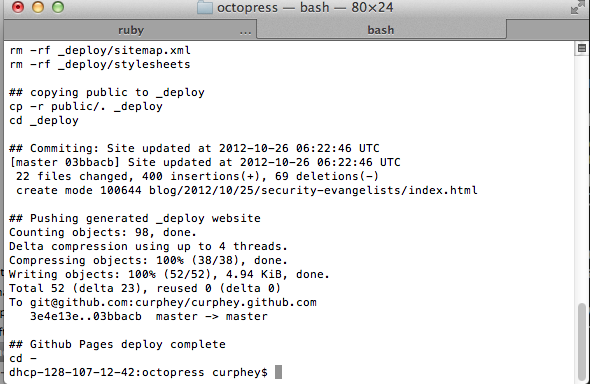 octopress — bash — 80×24
ruby ... bash
rm -rf _deploy/sitemap.xml
rm -rf _deploy/stylesheets
## copying public to _deploy
cp -r public/. _deploy
cd _deploy
## Commiting: Site updated at 2012-10-26 06:22:46 UTC
[master 03bbacb] Site updated at 2012-10-26 06:22:46 UTC
 22 files changed, 400 insertions(+), 69 deletions(-)
 create mode 100644 blog/2012/10/25/security-evangelists/index.html
## Pushing generated _deploy website
Counting objects: 98, done.
Delta compression using up to 4 threads.
Compressing objects: 100% (38/38), done.
Writing objects: 100% (52/52), 4.94 KiB, done.
Total 52 (delta 23), reused 0 (delta 0)
To git@github.com:curphey/curphey.github.com
   3e4e13e..03bbacb  master -> master
## Github Pages deploy complete
cd -
dhcp-128-107-12-42:octopress curphey$